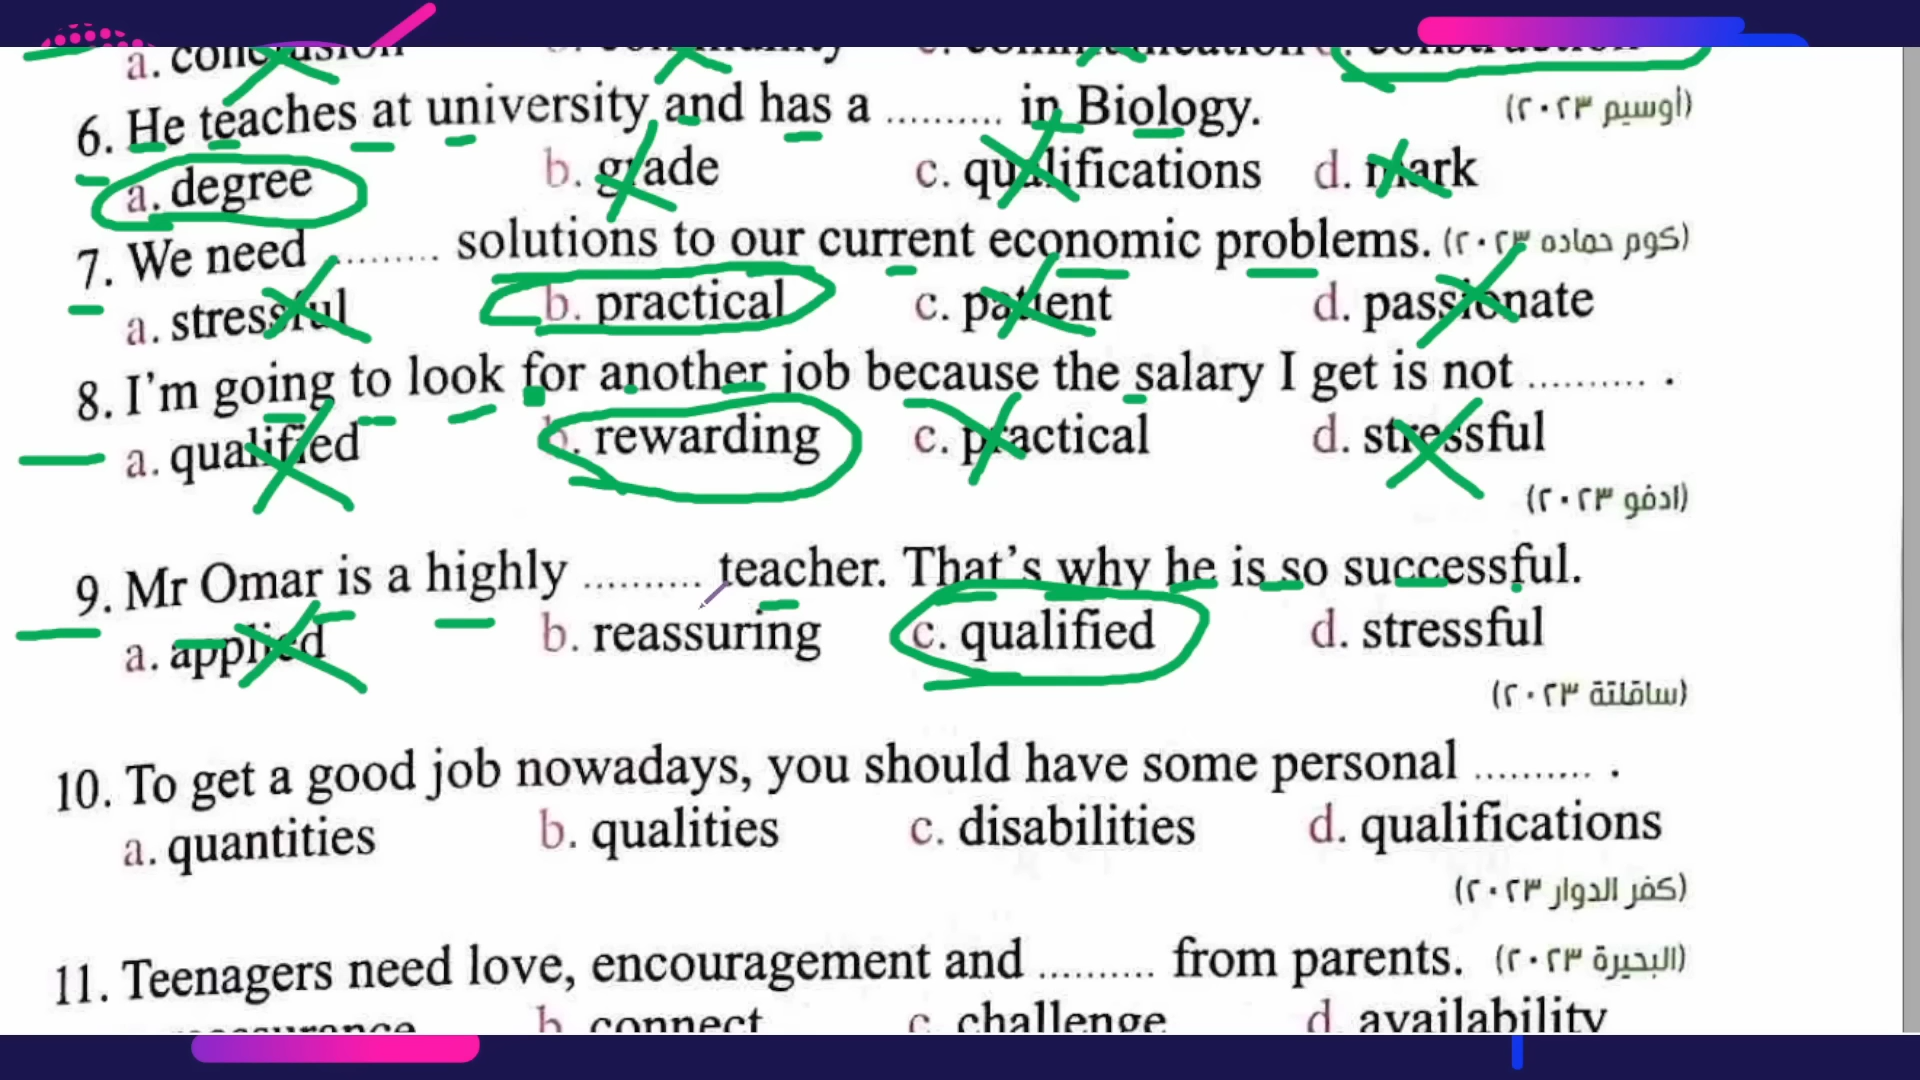 a. conclusion b. community c. communication d. construction
6. He teaches at university and has a .......... in Biology. (أوسيم ٢٠٢٣)
a. degree b. grade c. qualifications d. mark
7. We need ......... solutions to our current economic problems. (كوم حماده ٢٠٢٣)
a. stressful b. practical c. patient d. passionate
8. I'm going to look for another job because the salary I get is not .......... .
a. qualified b. rewarding c. practical d. stressful
(ادفو ٢٠٢٣)
9. Mr Omar is a highly .......... teacher. That's why he is so successful.
a. applied b. reassuring c. qualified d. stressful
(ساقلتة ٢٠٢٣)
10. To get a good job nowadays, you should have some personal .......... .
a. quantities b. qualities c. disabilities d. qualifications
(كفر الدوار ٢٠٢٣)
11. Teenagers need love, encouragement and .......... from parents. (البحيرة ٢٠٢٣)
reassurance b. connect c. challenge d. availability